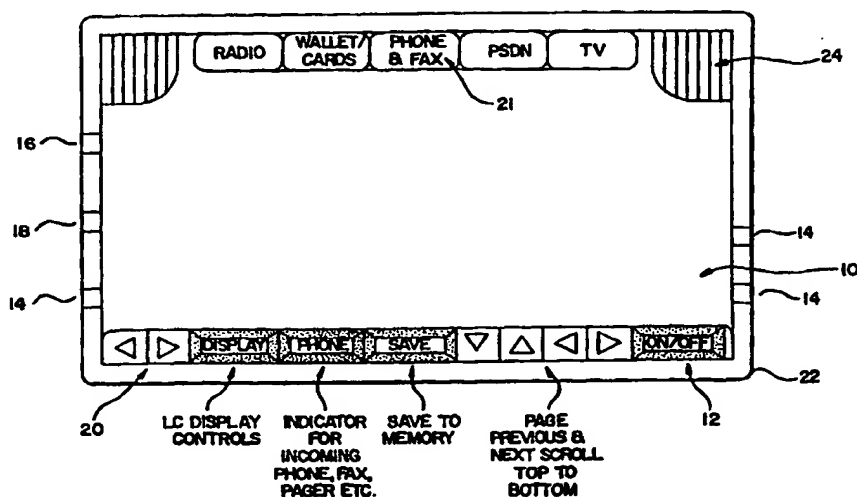 RADIO
WALLET/
CARDS
PHONE
& FAX
PSDN
TV
24
21
16
18
14
14
10
14
DISPLAY
PHONE
SAVE
ON/OFF
22
20
LC DISPLAY
CONTROLS
INDICATOR
FOR
INCOMING
PHONE, FAX,
PAGER ETC.
SAVE TO
MEMORY
PAGE
PREVIOUS &
NEXT SCROLL
TOP TO
BOTTOM
12